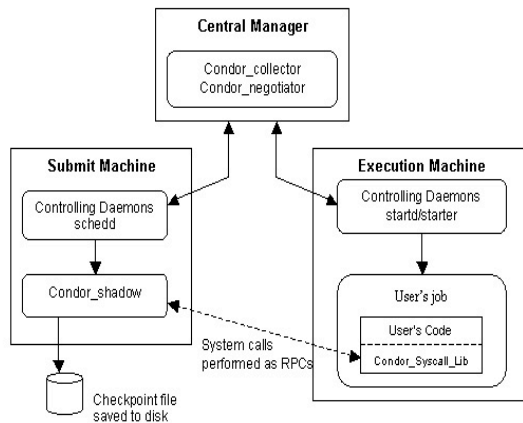 Central Manager
Condor_collector
Condor_negotiator
Submit Machine
Controlling Daemons
schedd
Condor_shadow
Checkpoint file
saved to disk
System calls
performed as RPCs
Execution Machine
Controlling Daemons
startd/starter
User's job
User's Code
Condor_Syscall_Lib